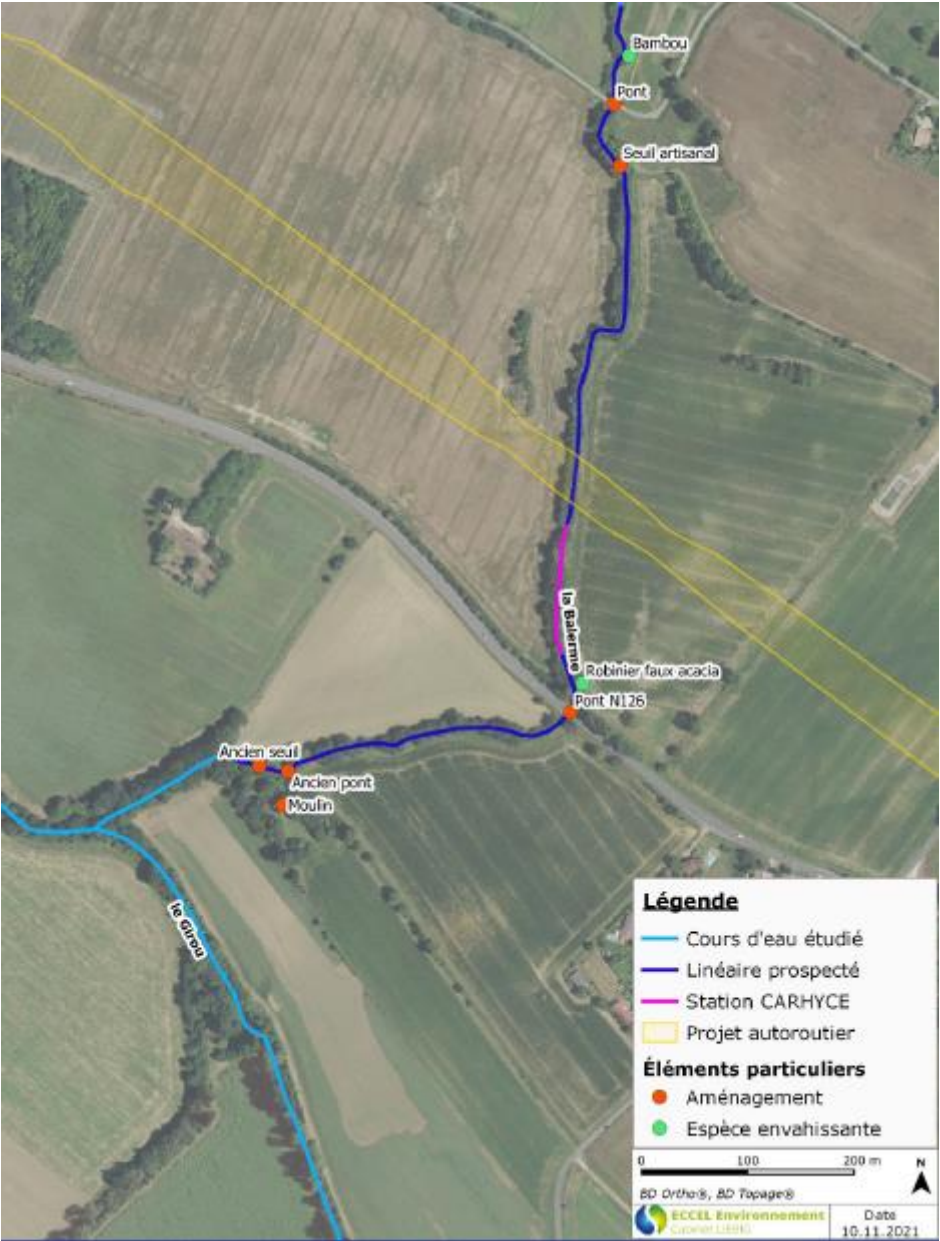 Bambou
Pont
Seuil artisanal
la Balerme
Robinier faux acacia
Pont N126
Ancien seuil
Ancien pont
Moulin
le Girou
Légende
Cours d'eau étudié
Linéaire prospecté
Station CARHYCE
Projet autoroutier
Éléments particuliers
Aménagement
Espèce envahissante
0 100 200 m N
BD Ortho®, BD Topage®
ECCEL Environnement
Cabinet LIEBIG
Date
10.11.2021